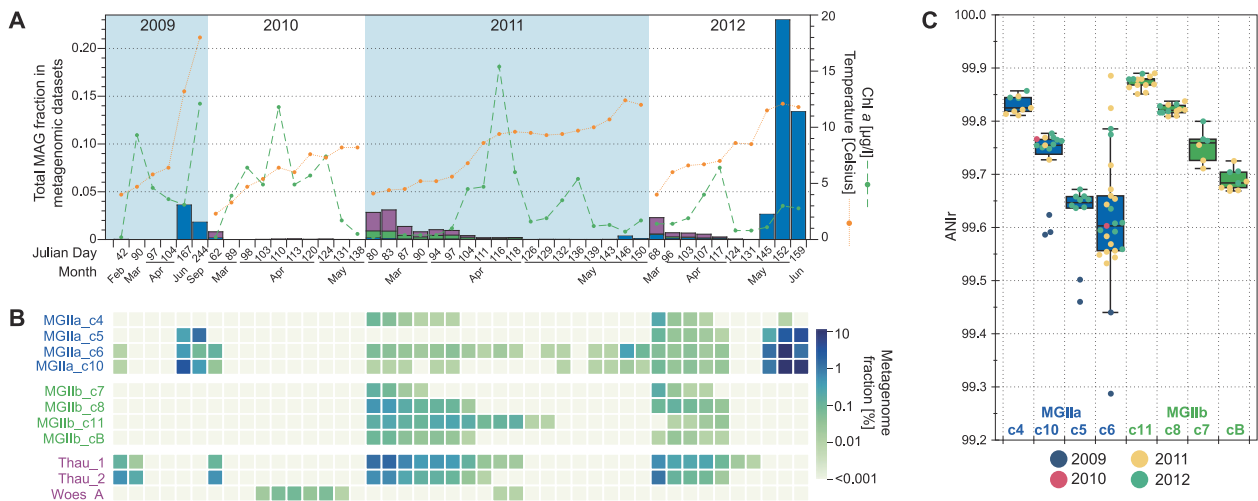 A
2009
2010
2011
2012
0.20
0.15
0.10
0.05
0
Total MAG fraction in
metagenomic datasets
20
15
10
5
0
Temperature [Celsius]
Chl a [µg/l]
Julian Day
42 90 97 104 167 244 62 89 98 103 110 113 120 124 131 138 80 83 87 90 94 97 104 111 116 118 126 129 132 136 139 143 146 150 68 96 103 107 117 124 131 145 152 159
Month
Feb Mar Apr Jun Sep Mar Apr May Mar Apr May Mar Apr May Jun
B
MGIIa_c4
MGIIa_c5
MGIIa_c6
MGIIa_c10
MGIIb_c7
MGIIb_c8
MGIIb_c11
MGIIb_cB
Thau_1
Thau_2
Woes_A
10
1
0.1
0.01
<0,001
Metagenome
fraction [%]
C
100.0
99.9
99.8
99.7
99.6
99.5
99.4
99.3
99.2
ANIr
MGIIa
MGIIb
c4 c10 c5 c6 c11 c8 c7 cB
2009
2011
2010
2012